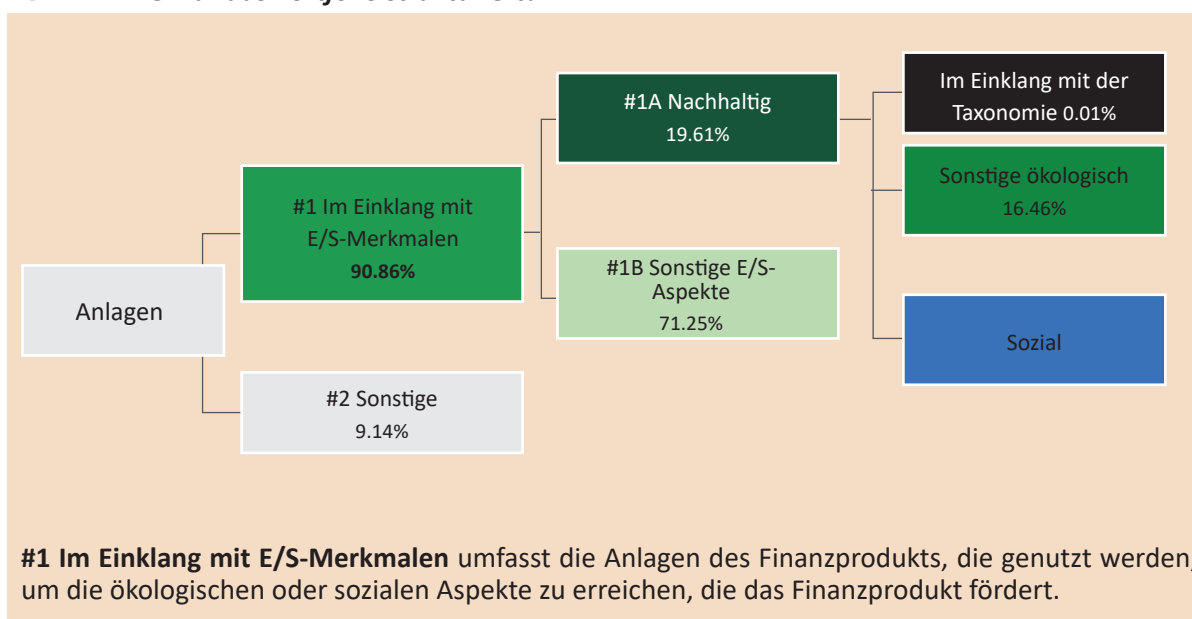 Anlagen
#1 Im Einklang mit
E/S-Merkmalen
90.86%
#2 Sonstige
9.14%
#1A Nachhaltig
19.61%
#1B Sonstige E/S-
Aspekte
71.25%
Im Einklang mit der
Taxonomie 0.01%
Sonstige ökologisch
16.46%
Sozial
#1 Im Einklang mit E/S-Merkmalen umfasst die Anlagen des Finanzprodukts, die genutzt werden,
um die ökologischen oder sozialen Aspekte zu erreichen, die das Finanzprodukt fördert.